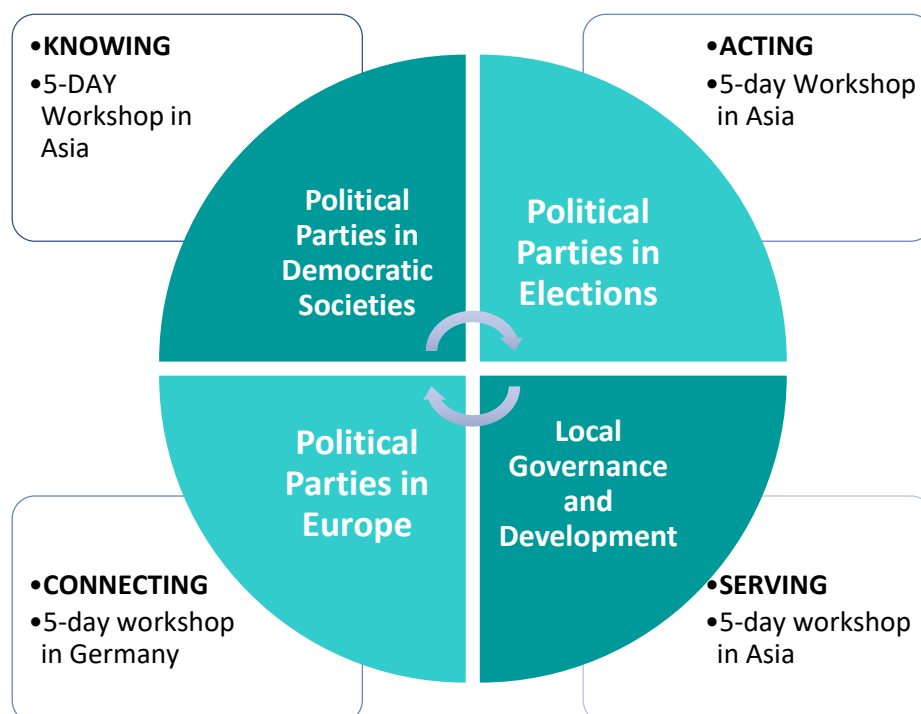 •KNOWING
•5-DAY
Workshop in
Asia
•ACTING
•5-day Workshop
in Asia
Political
Parties in
Democratic
Societies
Political
Parties in
Elections
Political
Parties in
Europe
Local
Governance
and
Development
•CONNECTING
•5-day workshop
in Germany
•SERVING
•5-day workshop
in Asia